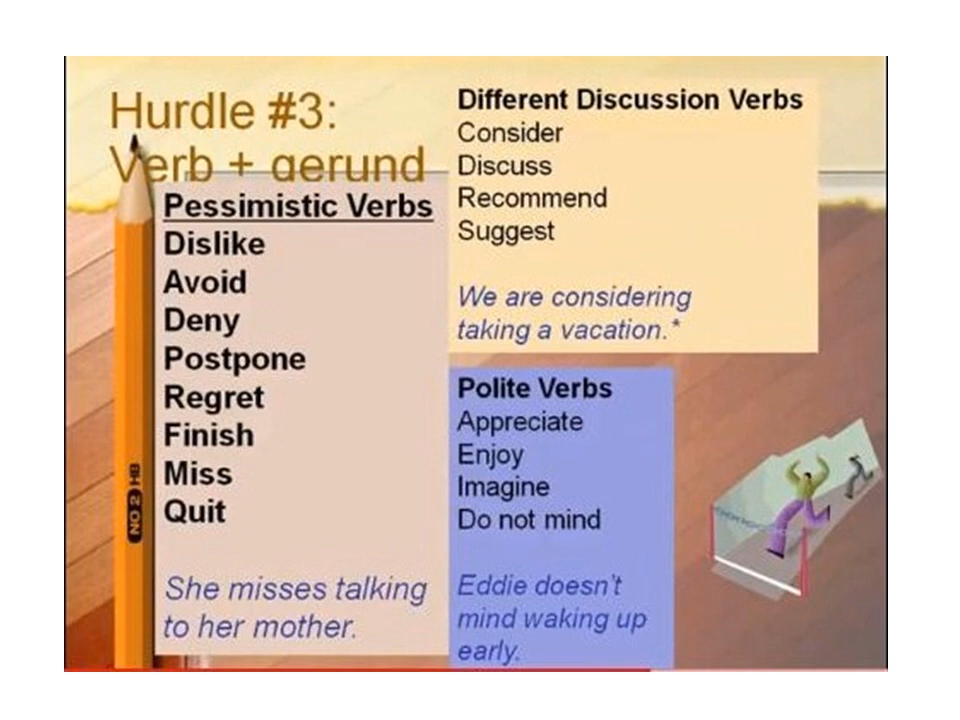 Hurdle #3:
Verb + gerund
Pessimistic Verbs
Dislike
Avoid
Deny
Postpone
Regret
Finish
Miss
Quit
She misses talking
to her mother.
Different Discussion Verbs
Consider
Discuss
Recommend
Suggest
We are considering
taking a vacation.*
Polite Verbs
Appreciate
Enjoy
Imagine
Do not mind
Eddie doesn't
mind waking up
early.
NO 2 HB